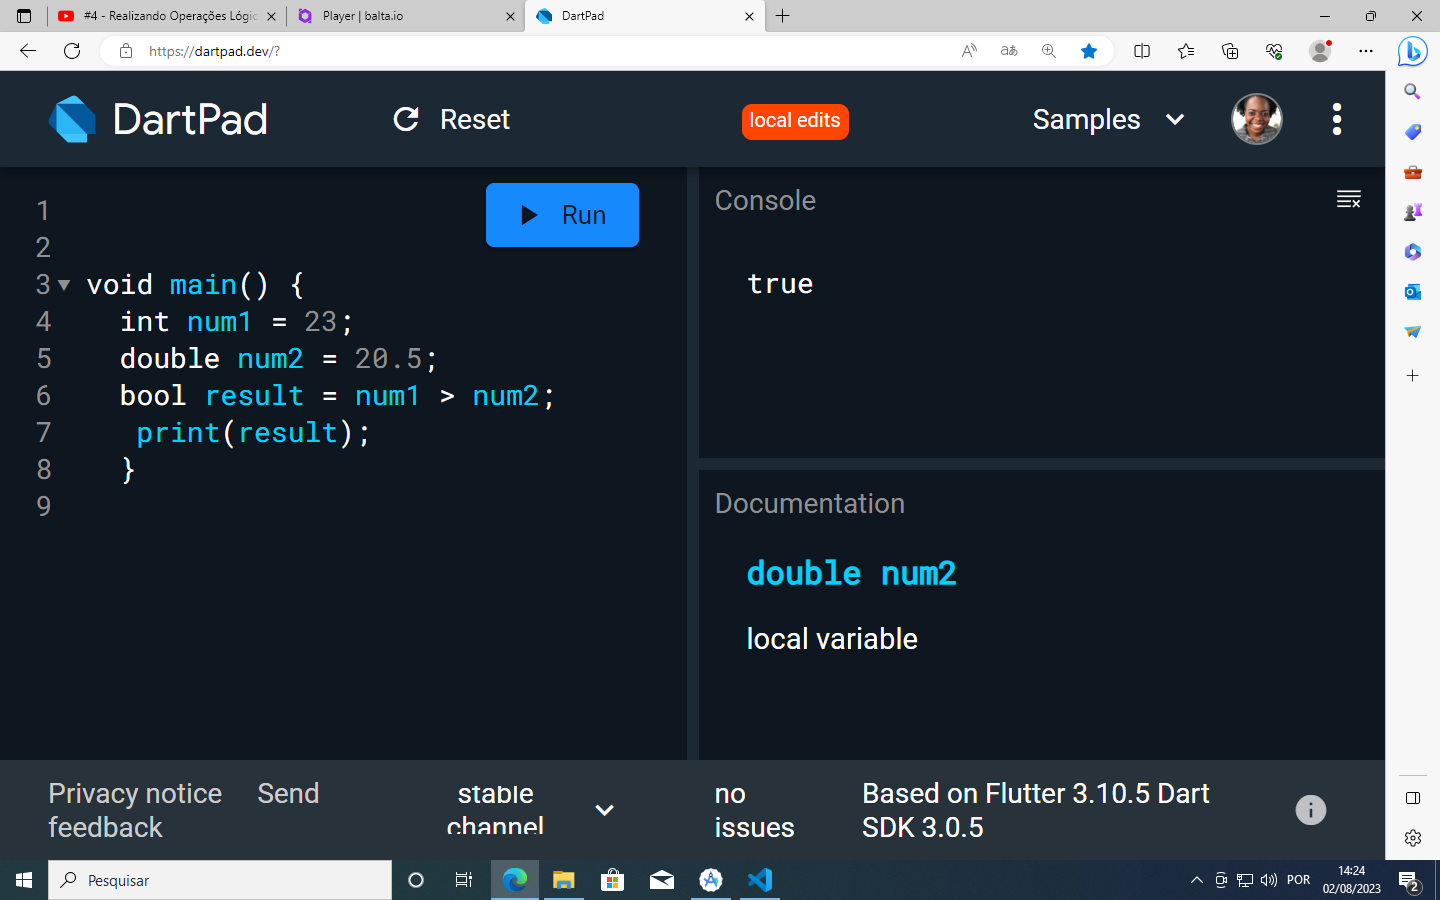 #4 - Realizando Operações Lógic
Player | balta.io
DartPad
https://dartpad.dev/?
DartPad
Reset
local edits
Samples
Run
1
2
3 void main() {
4 int num1 = 23;
5 double num2 = 20.5;
6 bool result = num1 > num2;
7 print(result);
8 }
9
Console
true
Documentation
double num2
local variable
Privacy notice
Send
feedback
stable
channel
no
issues
Based on Flutter 3.10.5 Dart
SDK 3.0.5
Pesquisar
POR
14:24
02/08/2023
2